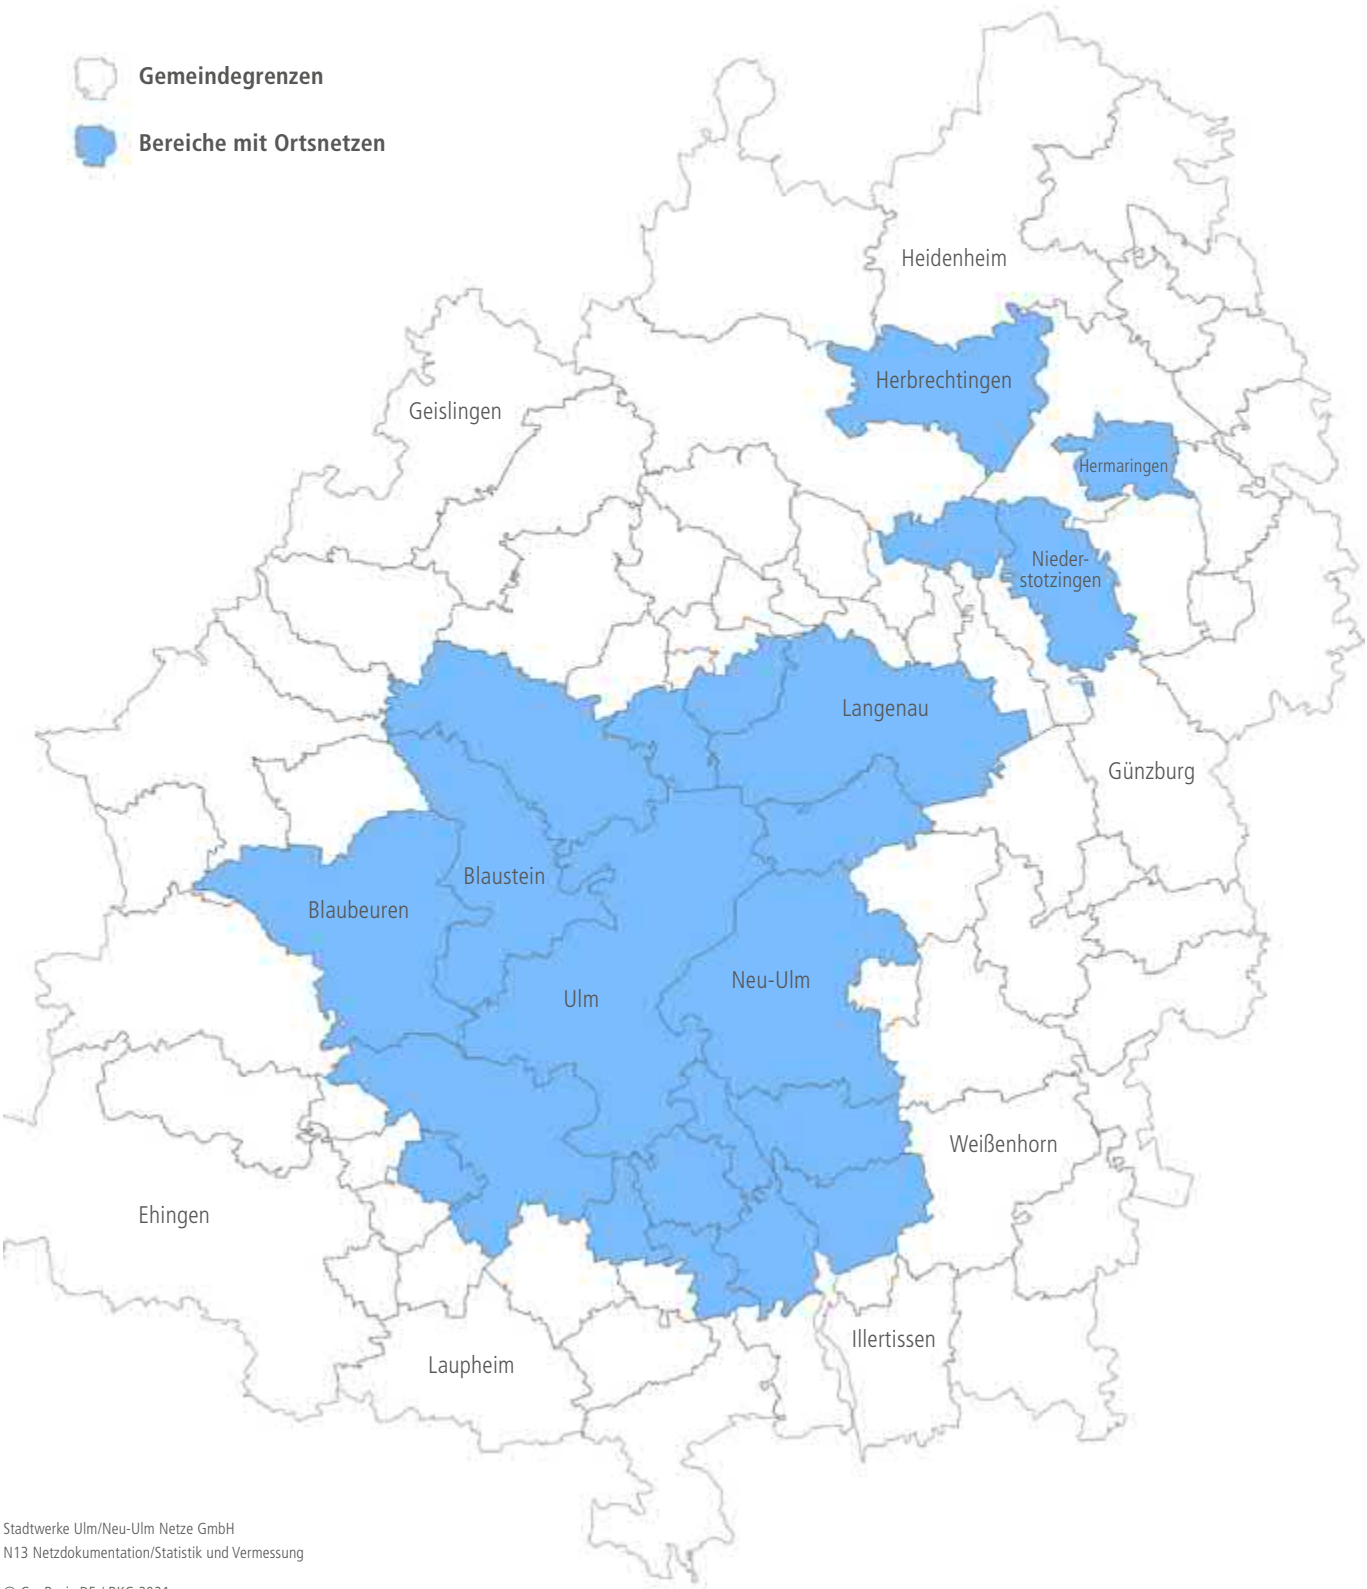 Gemeindegrenzen
Bereiche mit Ortsnetzen
Heidenheim
Herbrechtingen
Geislingen
Hermaringen
Nieder-
stotzingen
Langenau
Günzburg
Blaustein
Blaubeuren
Neu-Ulm
Ulm
Weißenhorn
Ehingen
Illertissen
Laupheim
Stadtwerke Ulm/Neu-Ulm Netze GmbH
N13 Netzdokumentation/Statistik und Vermessung